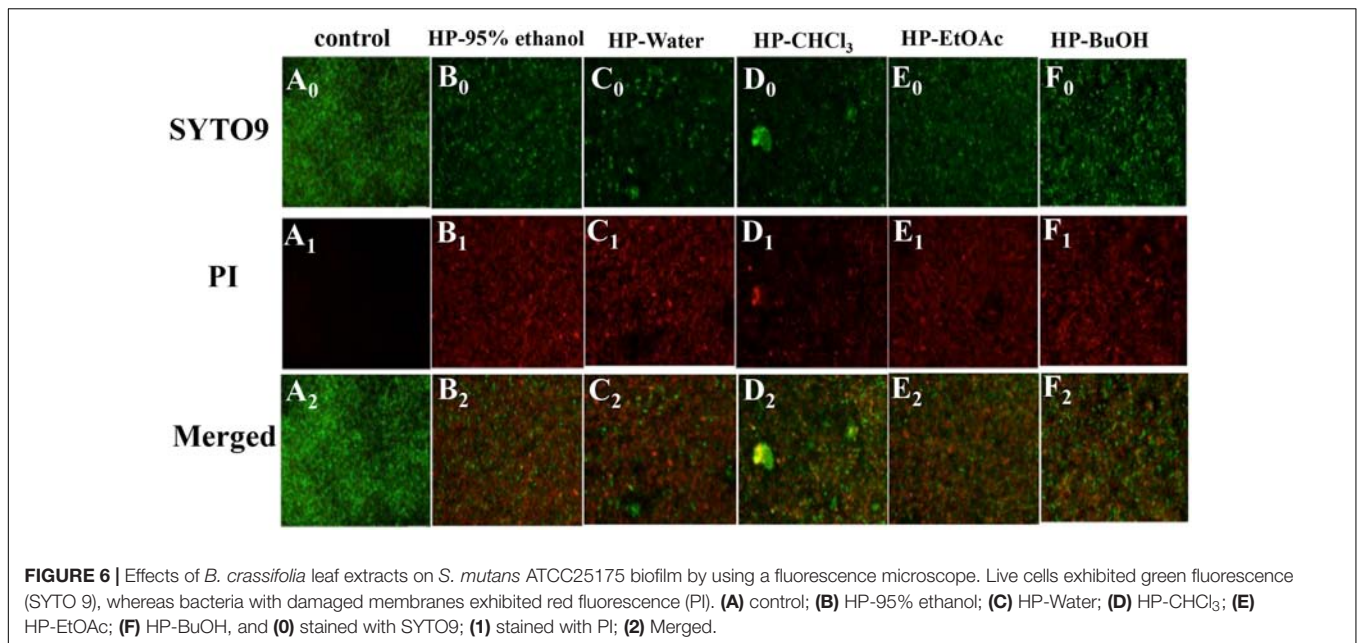 control HP-95% ethanol HP-Water HP-CHCl₃ HP-EtOAc HP-BuOH
SYTO9 A₀ B₀ C₀ D₀ E₀ F₀
PI A₁ B₁ C₁ D₁ E₁ F₁
Merged A₂ B₂ C₂ D₂ E₂ F₂
FIGURE 6 | Effects of B. crassifolia leaf extracts on S. mutans ATCC25175 biofilm by using a fluorescence microscope. Live cells exhibited green fluorescence
(SYTO 9), whereas bacteria with damaged membranes exhibited red fluorescence (PI). (A) control; (B) HP-95% ethanol; (C) HP-Water; (D) HP-CHCl₃; (E)
HP-EtOAc; (F) HP-BuOH, and (0) stained with SYTO9; (1) stained with PI; (2) Merged.